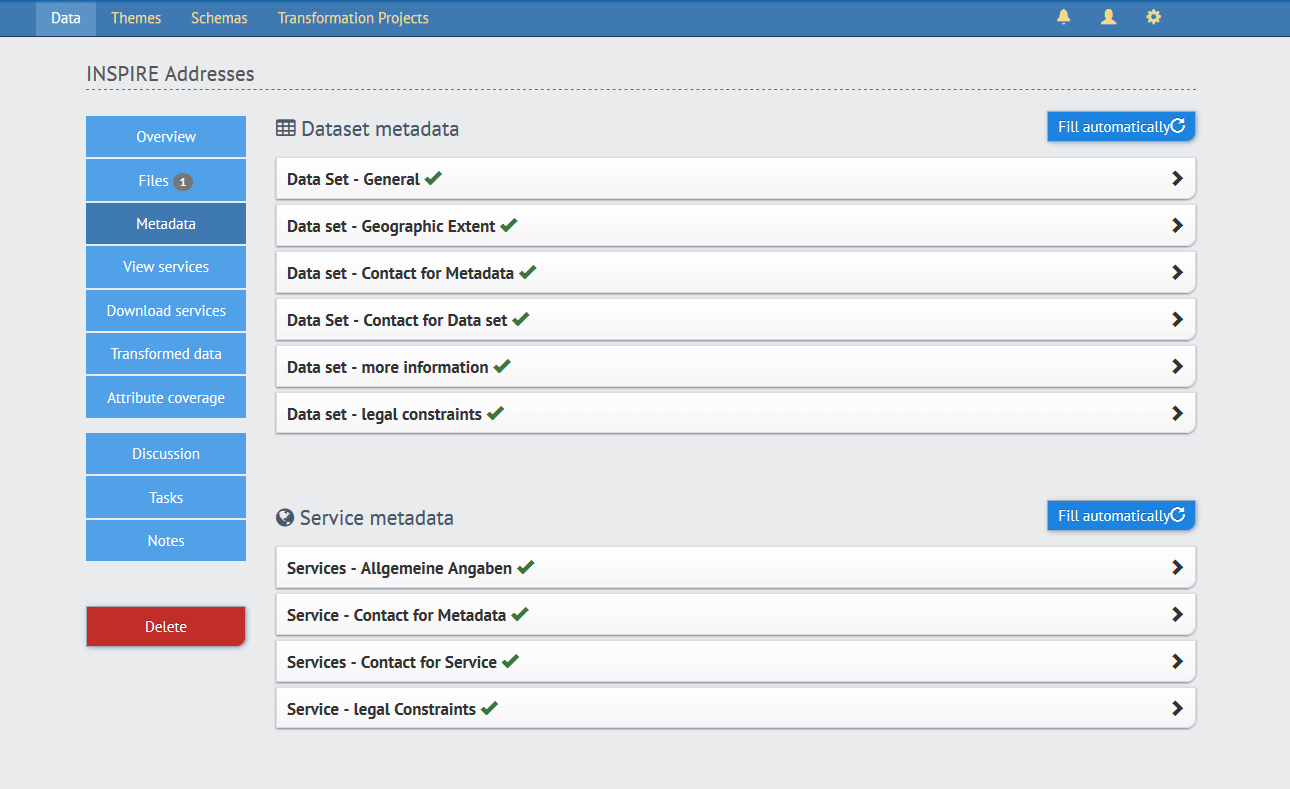 Data Themes Schemas Transformation Projects
INSPIRE Addresses
Overview
Files 1
Metadata
View services
Download services
Transformed data
Attribute coverage
Discussion
Tasks
Notes
Delete
Dataset metadata
Fill automatically
Data Set - General
Data set - Geographic Extent
Data set - Contact for Metadata
Data Set - Contact for Data set
Data set - more information
Data set - legal constraints
Service metadata
Fill automatically
Services - Allgemeine Angaben
Service - Contact for Metadata
Services - Contact for Service
Service - legal Constraints